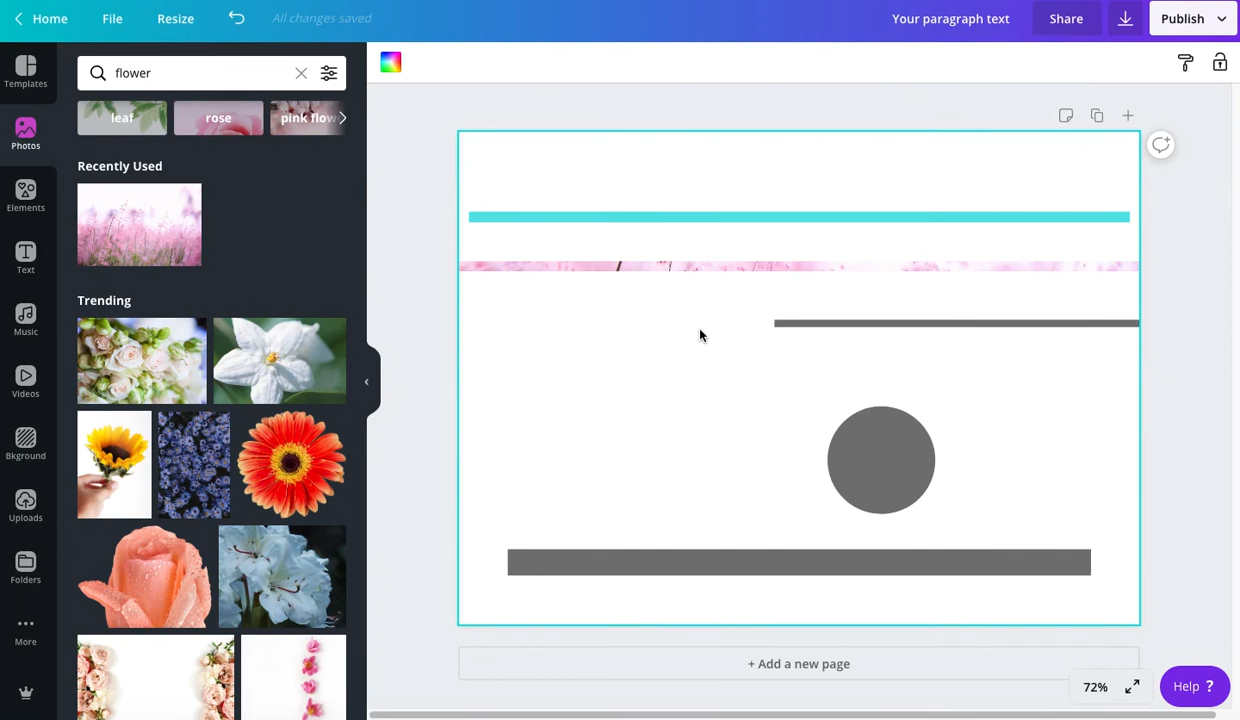 Home
File
Resize
All changes saved
Your paragraph text
Share
Publish
Templates
Photos
Elements
Text
Music
Videos
Bkground
Uploads
Folders
More
flower
leaf
rose
pink flow
Recently Used
Trending
+ Add a new page
72%
Help ?